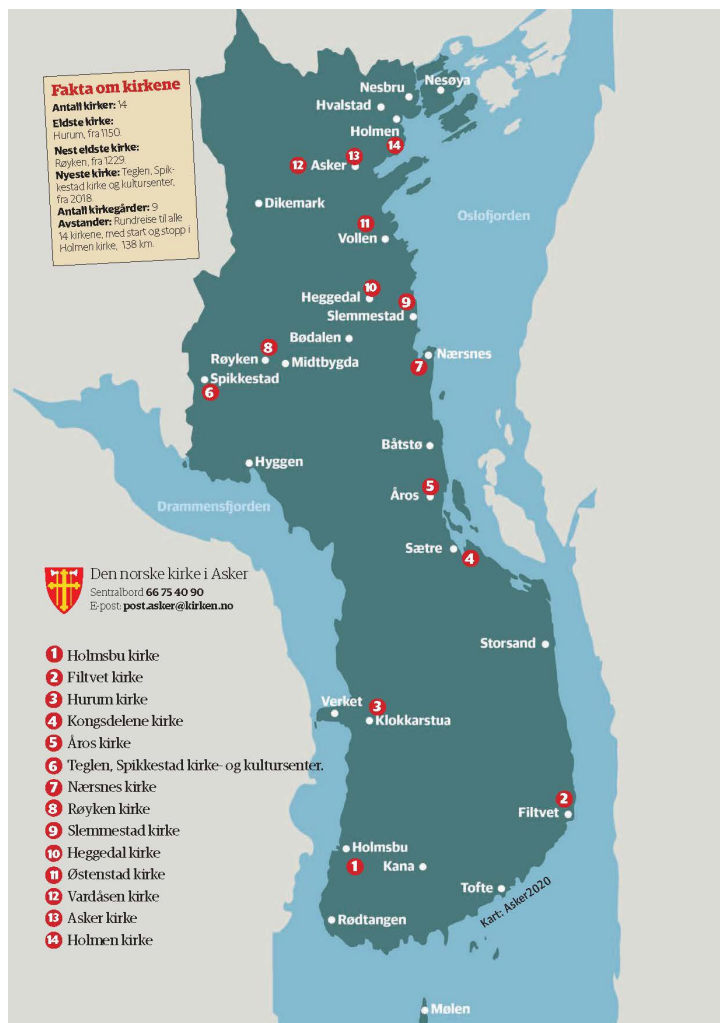 Fakta om kirkene
Antall kirker: 14
Eldste kirke:
Hurum, fra 1150.
Nest eldste kirke:
Røyken, fra 1229.
Nyeste kirke: Teglen, Spik-
kestad kirke og kultursenter,
fra 2018.
Antall kirkegårder: 9
Avstander: Rundreise til alle
14 kirkene, med start og stopp i
Holmen kirke, 138 km.
Nesbru
Nesøya
Hvalstad
Holmen
14
12 Asker 13
Dikemark
Oslofjorden
11
Vollen
10
Heggedal
9
Slemmestad
Bødalen
8
Røyken
Midtbygda
Nærsnes
7
Spikkestad
6
Båtstø
Hyggen
5
Åros
Drammensfjorden
Sætre
4
Den norske kirke i Asker
Sentralbord 66 75 40 90
E-post: post.asker@kirken.no
Storsand
1 Holmsbu kirke
2 Filtvet kirke
3 Hurum kirke
4 Kongsdelene kirke
5 Åros kirke
6 Teglen, Spikkestad kirke- og kultursenter.
7 Nærsnes kirke
8 Røyken kirke
9 Slemmestad kirke
10 Heggedal kirke
11 Østenstad kirke
12 Vardåsen kirke
13 Asker kirke
14 Holmen kirke
Verket
3
Klokkarstua
2
Filtvet
Holmsbu
1
Kana
Tofte
Kart: Asker2020
Rødtangen
Mølen